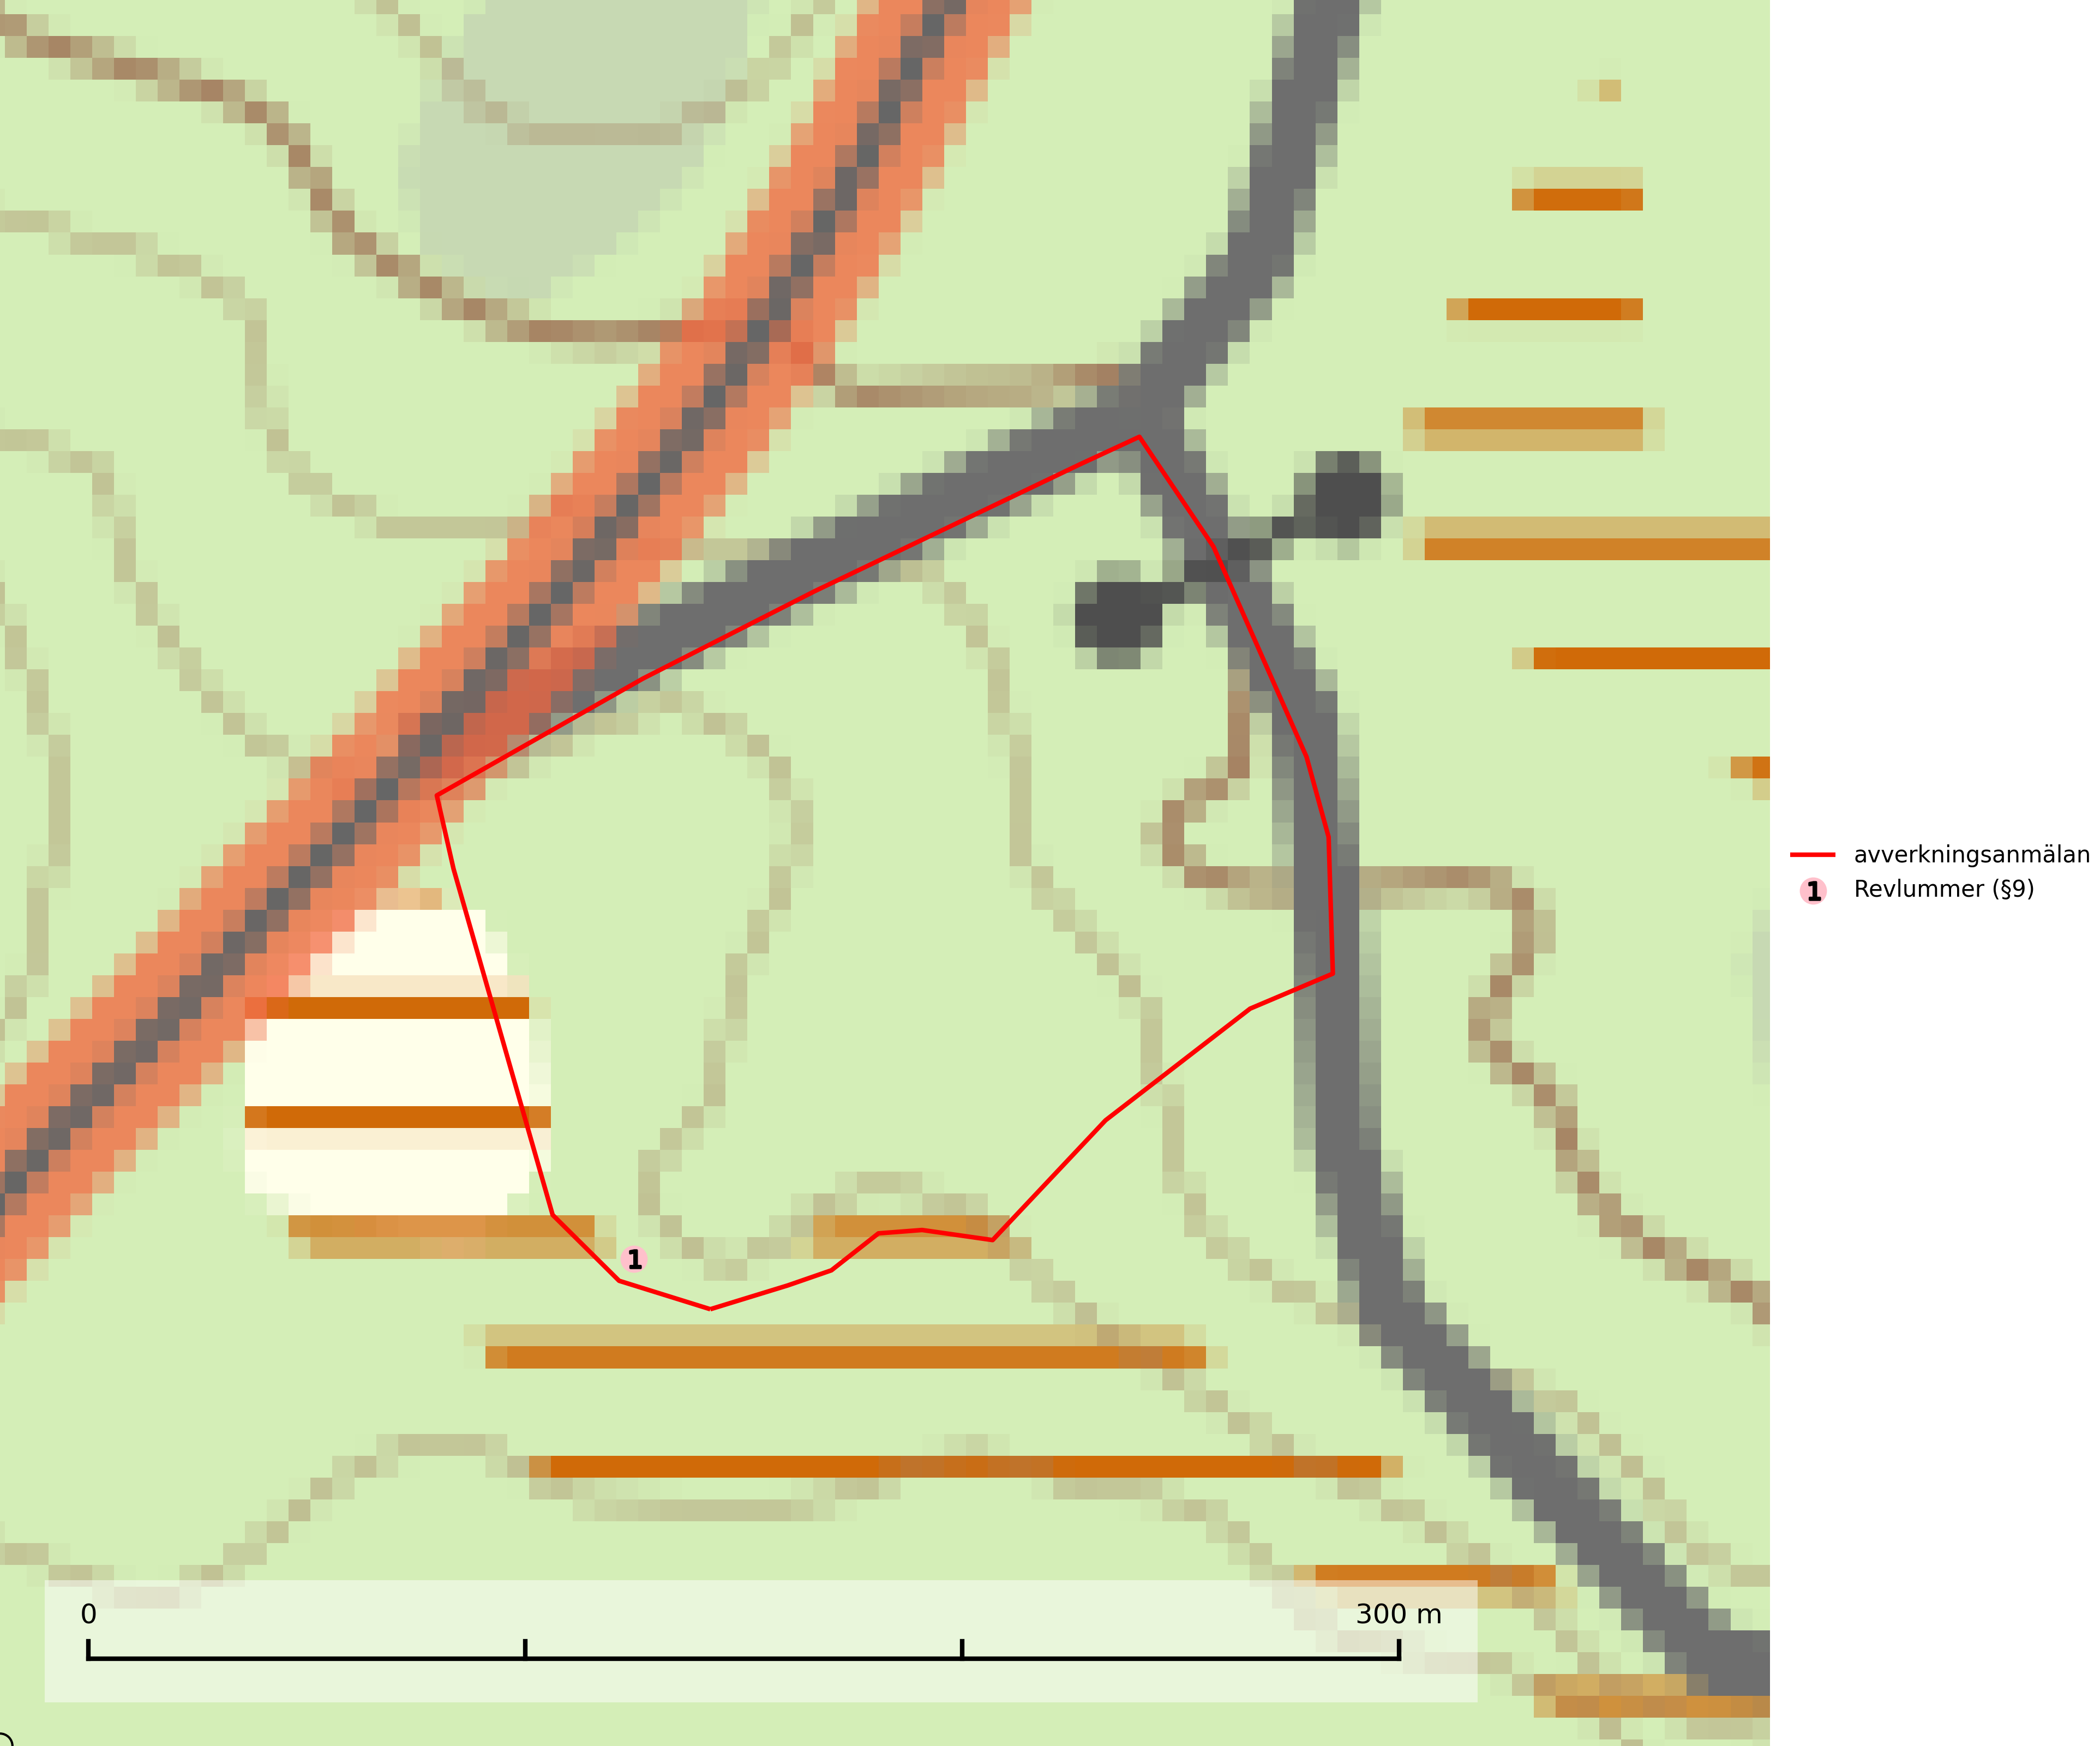 avverkningsanmälan
1 Revlummer (§9)
1
0 300 m